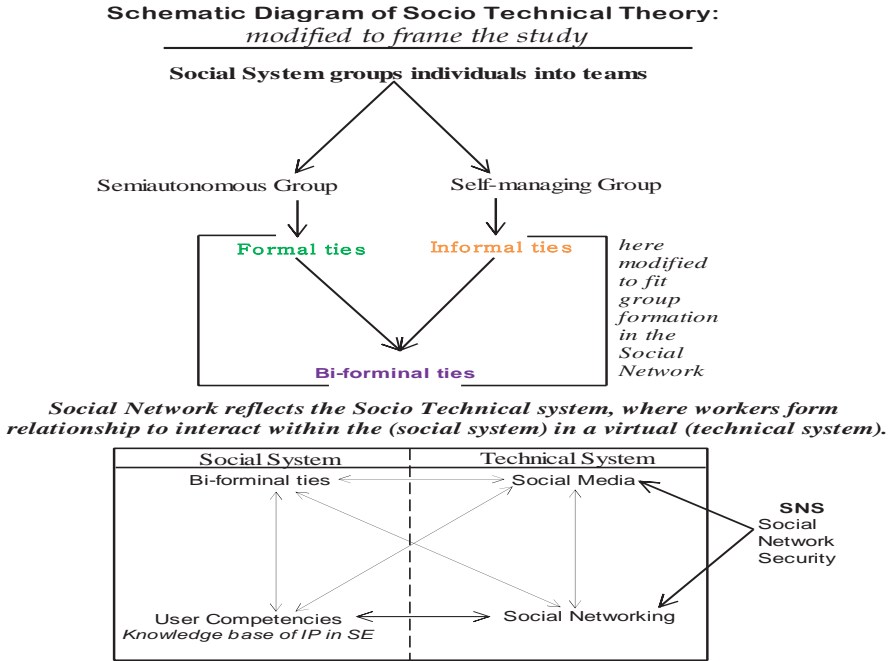 Schematic Diagram of Socio Technical Theory:
modified to frame the study
Social System groups individuals into teams
Semiautonomous Group
Self-managing Group
Formal ties
Informal ties
here
modified
to fit
group
formation
in the
Social
Network
Bi-forminal ties
Social Network reflects the Socio Technical system, where workers form
relationship to interact within the (social system) in a virtual (technical system).
Social System
Technical System
Bi-forminal ties
Social Media
SNS
Social
Network
Security
User Competencies
Knowledge base of IP in SE
Social Networking